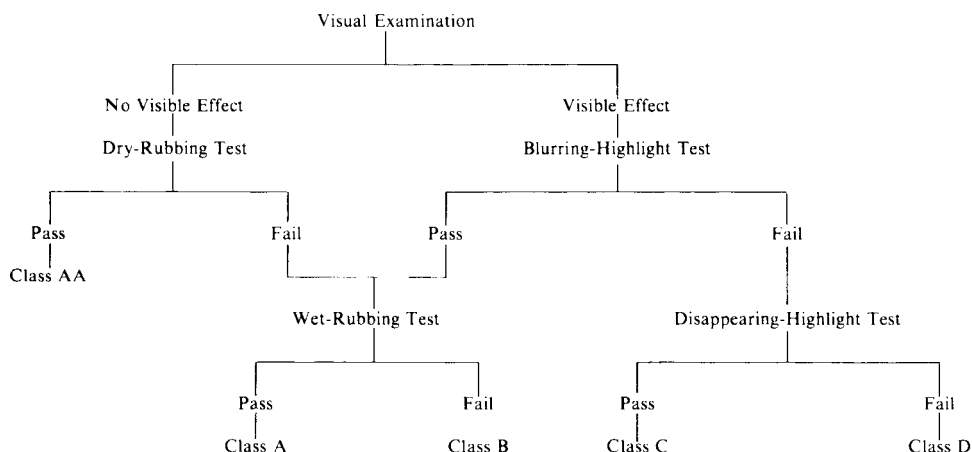 Visual Examination
No Visible Effect
Visible Effect
Dry-Rubbing Test
Blurring-Highlight Test
Pass
Fail
Pass
Fail
Class AA
Wet-Rubbing Test
Disappearing-Highlight Test
Pass
Fail
Pass
Fail
Class A
Class B
Class C
Class D